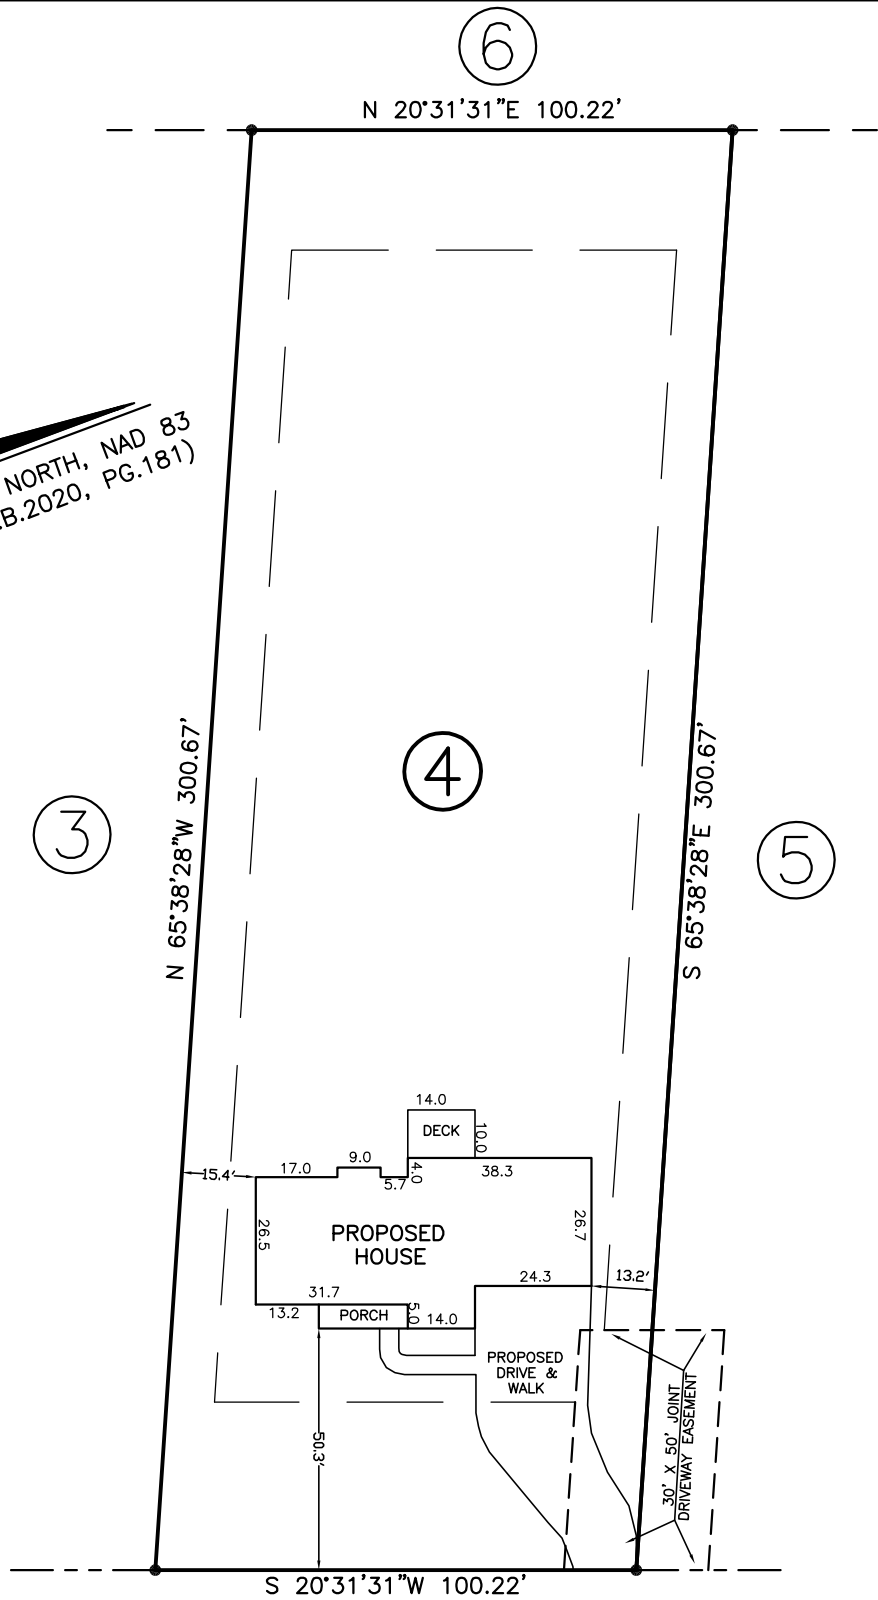 6
N 20°31'31"E 100.22'
NORTH, NAD 83
.B.2020, PG.181)
N 65°38'28"W 300.67'
S 65°38'28"E 300.67'
4
3
5
14.0
DECK
10.0
9.0
17.0
5.7
4.0
38.3
15.4'
26.5
PROPOSED
HOUSE
26.7
24.3
13.2'
31.7
13.2
PORCH
5.0
14.0
PROPOSED
DRIVE &
WALK
50.3'
30' X 50' JOINT
DRIVEWAY EASEMENT
S 20°31'31"W 100.22'